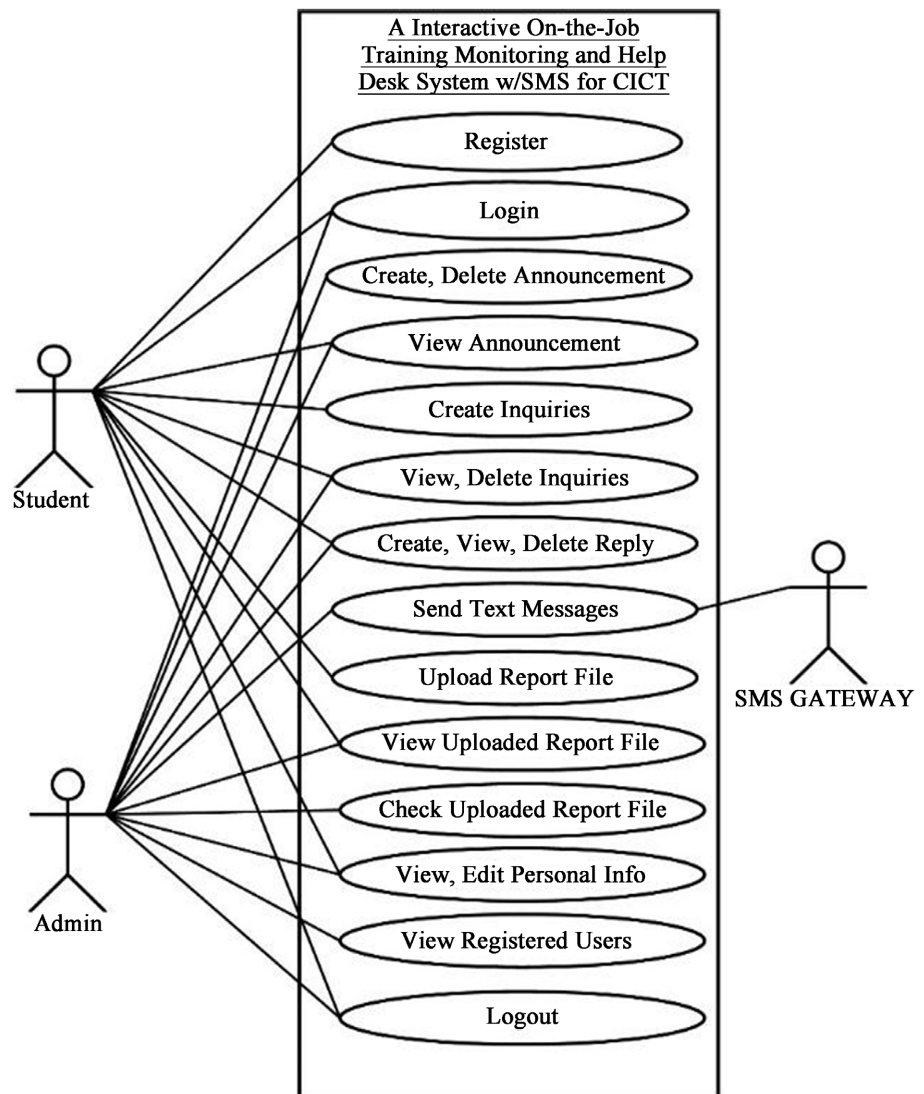 A Interactive On-the-Job
Training Monitoring and Help
Desk System w/SMS for CICT
Register
Login
Create, Delete Announcement
View Announcement
Create Inquiries
View, Delete Inquiries
Student
Create, View, Delete Reply
Send Text Messages
Upload Report File
SMS GATEWAY
View Uploaded Report File
Check Uploaded Report File
View, Edit Personal Info
Admin
View Registered Users
Logout